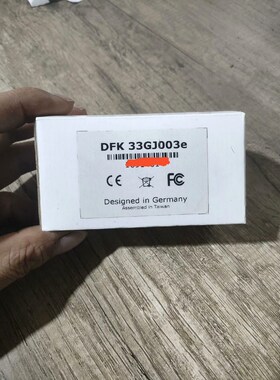 DFK 33GJ003e
CE FC
Designed in Germany
Assembled in Taiwan